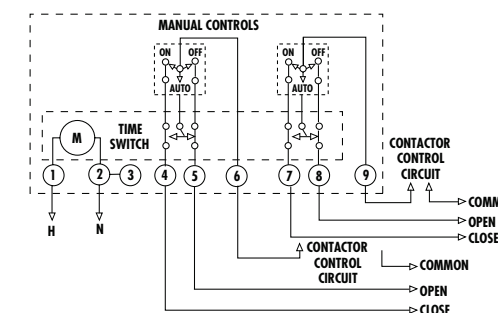 MANUAL CONTROLS
ON OFF
ON OFF
AUTO
AUTO
TIME
SWITCH
M
CONTACTOR
CONTROL
CIRCUIT
1 2 3 4 5 6 7 8 9
COMM
OPEN
CLOSE
H N
CONTACTOR
CONTROL
CIRCUIT
COMMON
OPEN
CLOSE